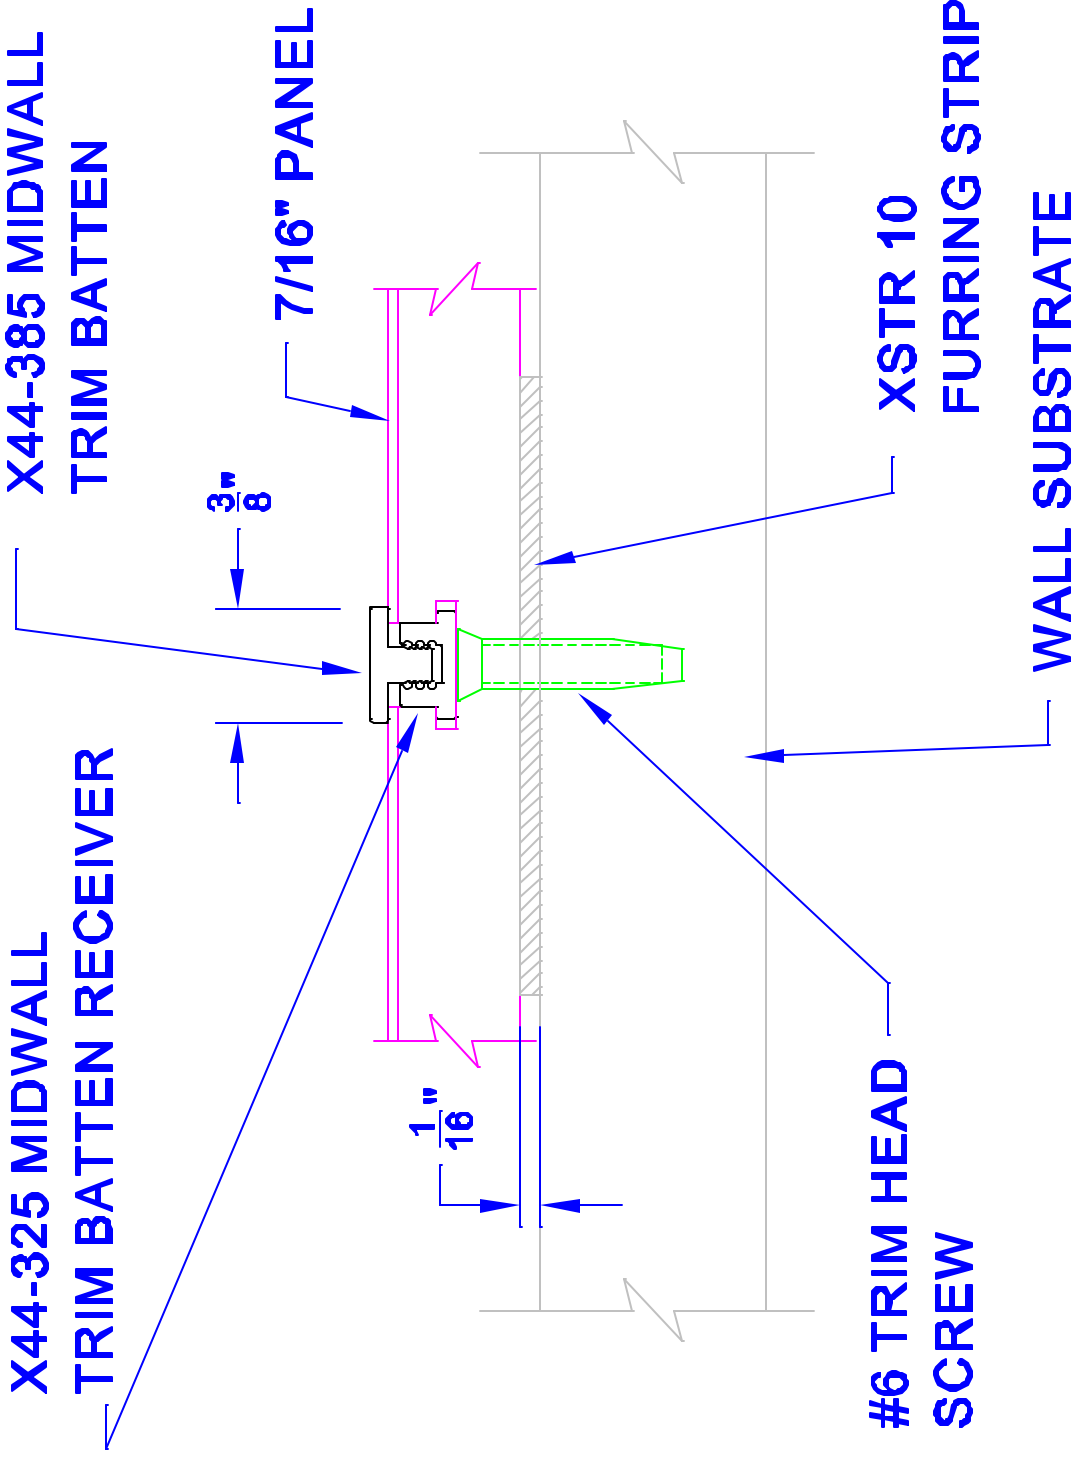 X44-325 MIDWALL
TRIM BATTEN RECEIVER
X44-385 MIDWALL
TRIM BATTEN
3"
8
7/16" PANEL
1"
16
#6 TRIM HEAD
SCREW
XSTR 10
FURRING STRIP
WALL SUBSTRATE